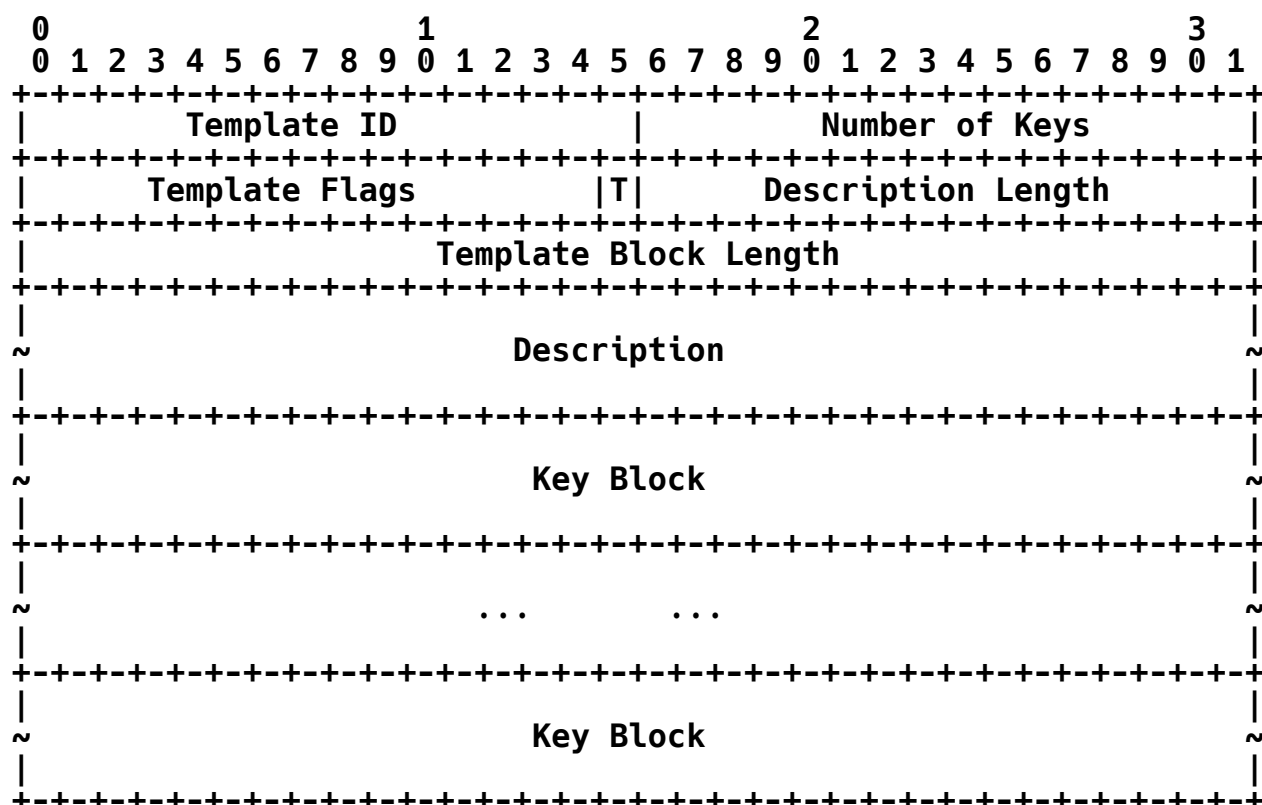 0                   1                   2                   3
 0 1 2 3 4 5 6 7 8 9 0 1 2 3 4 5 6 7 8 9 0 1 2 3 4 5 6 7 8 9 0 1
+-+-+-+-+-+-+-+-+-+-+-+-+-+-+-+-+-+-+-+-+-+-+-+-+-+-+-+-+-+-+-+-+
|        Template ID            |         Number of Keys        |
+-+-+-+-+-+-+-+-+-+-+-+-+-+-+-+-+-+-+-+-+-+-+-+-+-+-+-+-+-+-+-+-+
|      Template Flags         |T|      Description Length       |
+-+-+-+-+-+-+-+-+-+-+-+-+-+-+-+-+-+-+-+-+-+-+-+-+-+-+-+-+-+-+-+-+
|                     Template Block Length                     |
+-+-+-+-+-+-+-+-+-+-+-+-+-+-+-+-+-+-+-+-+-+-+-+-+-+-+-+-+-+-+-+-+
|                                                               |
~                         Description                           ~
|                                                               |
+-+-+-+-+-+-+-+-+-+-+-+-+-+-+-+-+-+-+-+-+-+-+-+-+-+-+-+-+-+-+-+-+
|                                                               |
~                          Key Block                            ~
|                                                               |
+-+-+-+-+-+-+-+-+-+-+-+-+-+-+-+-+-+-+-+-+-+-+-+-+-+-+-+-+-+-+-+-+
|                                                               |
~                       ...       ...                           ~
|                                                               |
+-+-+-+-+-+-+-+-+-+-+-+-+-+-+-+-+-+-+-+-+-+-+-+-+-+-+-+-+-+-+-+-+
|                                                               |
~                          Key Block                            ~
|                                                               |
+-+-+-+-+-+-+-+-+-+-+-+-+-+-+-+-+-+-+-+-+-+-+-+-+-+-+-+-+-+-+-+-+